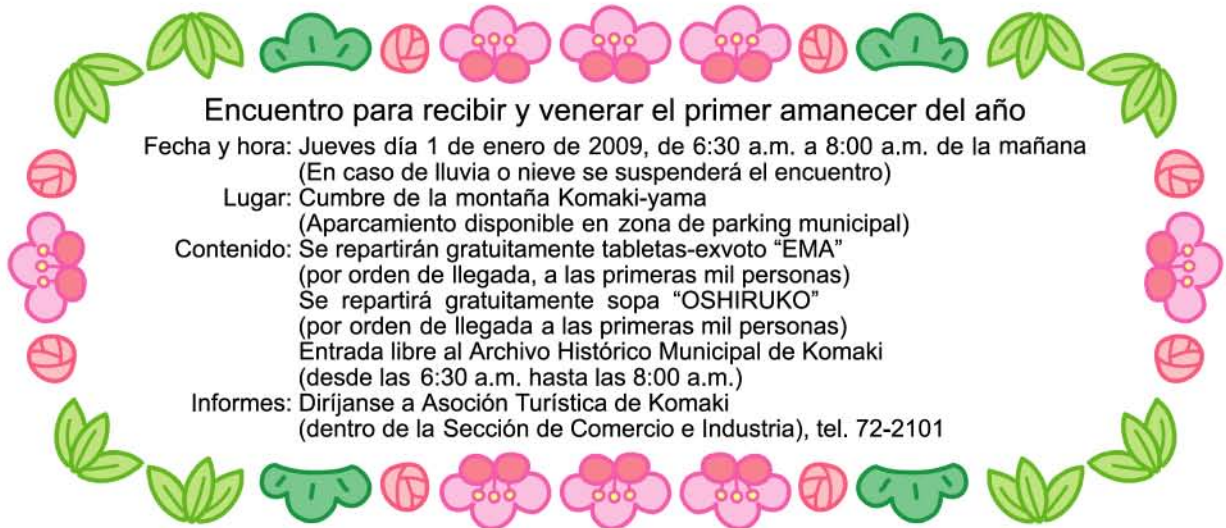 Encuentro para recibir y venerar el primer amanecer del año
Fecha y hora: Jueves día 1 de enero de 2009, de 6:30 a.m. a 8:00 a.m. de la mañana
(En caso de lluvia o nieve se suspenderá el encuentro)
Lugar: Cumbre de la montaña Komaki-yama
(Aparcamiento disponible en zona de parking municipal)
Contenido: Se repartirán gratuitamente tabletas-exvoto “EMA”
(por orden de llegada, a las primeras mil personas)
Se repartirá gratuitamente sopa “OSHIRUKO”
(por orden de llegada a las primeras mil personas)
Entrada libre al Archivo Histórico Municipal de Komaki
(desde las 6:30 a.m. hasta las 8:00 a.m.)
Informes: Diríjanse a Asoción Turística de Komaki
(dentro de la Sección de Comercio e Industria), tel. 72-2101